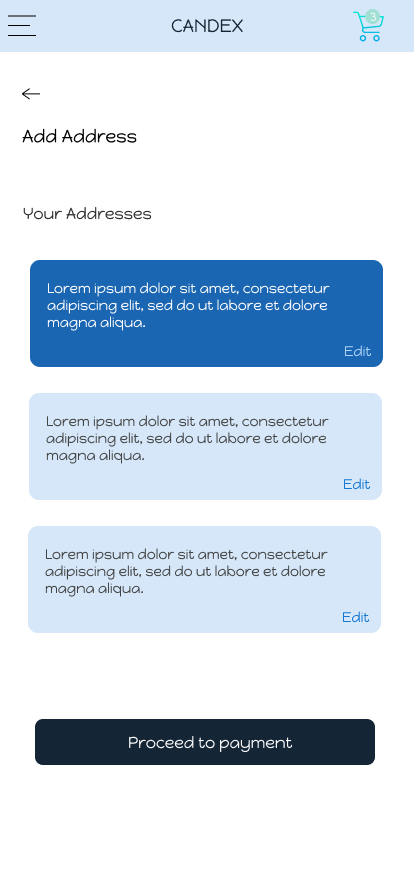 CANDEX
3
Add Address
Your Addresses
Lorem ipsum dolor sit amet, consectetur
adipiscing elit, sed do ut labore et dolore
magna aliqua.
Edit
Lorem ipsum dolor sit amet, consectetur
adipiscing elit, sed do ut labore et dolore
magna aliqua.
Edit
Lorem ipsum dolor sit amet, consectetur
adipiscing elit, sed do ut labore et dolore
magna aliqua.
Edit
Proceed to payment